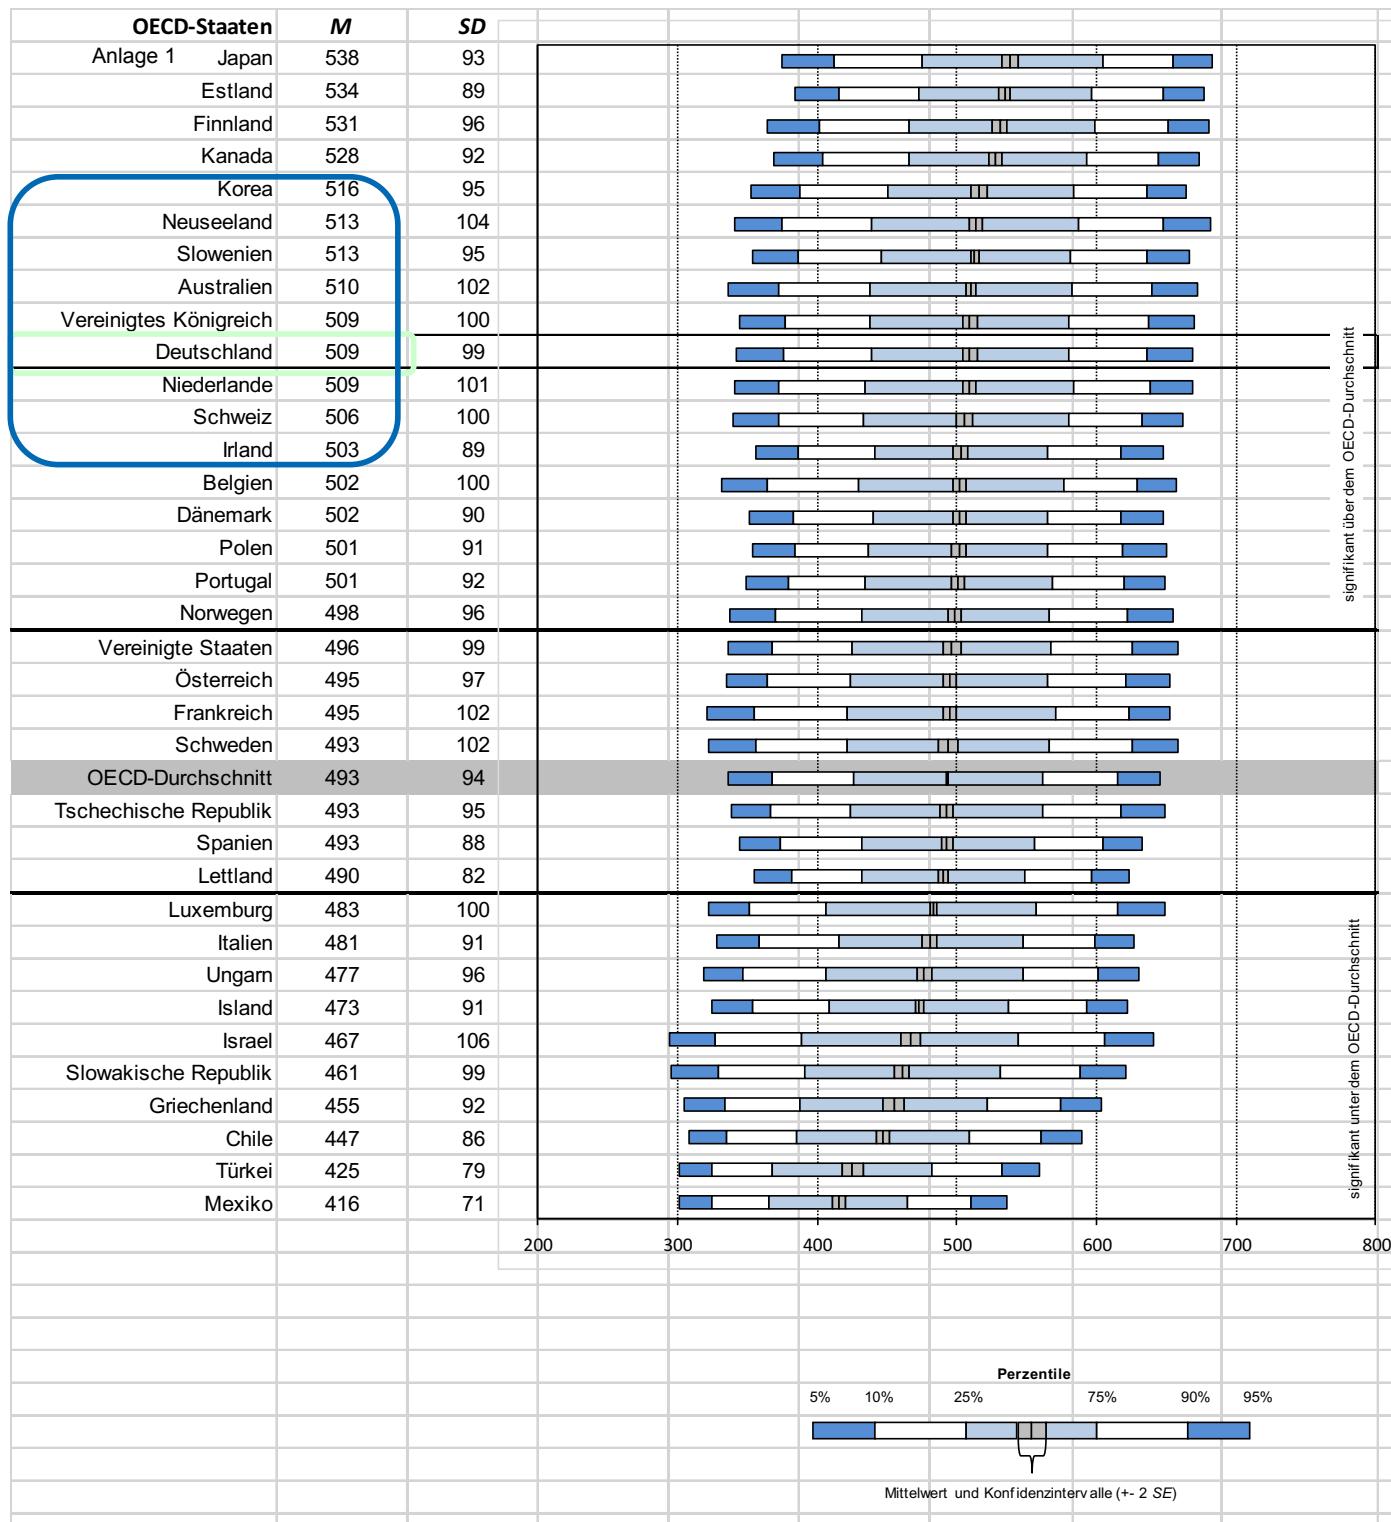 OECD-Staaten M SD
Anlage 1 Japan 538 93
Estland 534 89
Finnland 531 96
Kanada 528 92
Korea 516 95
Neuseeland 513 104
Slowenien 513 95
Australien 510 102
Vereinigtes Königreich 509 100
Deutschland 509 99
Niederlande 509 101
Schweiz 506 100
Irland 503 89
Belgien 502 100
Dänemark 502 90
Polen 501 91
Portugal 501 92
Norwegen 498 96
signifikant über dem OECD-Durchschnitt
Vereinigte Staaten 496 99
Österreich 495 97
Frankreich 495 102
Schweden 493 102
OECD-Durchschnitt 493 94
Tschechische Republik 493 95
Spanien 493 88
Lettland 490 82
Luxemburg 483 100
Italien 481 91
Ungarn 477 96
Island 473 91
Israel 467 106
Slowakische Republik 461 99
Griechenland 455 92
Chile 447 86
Türkei 425 79
Mexiko 416 71
signifikant unter dem OECD-Durchschnitt
200 300 400 500 600 700 800
Perzentile
5% 10% 25% 75% 90% 95%
Mittelwert und Konfidenzintervalle (+- 2 SE)